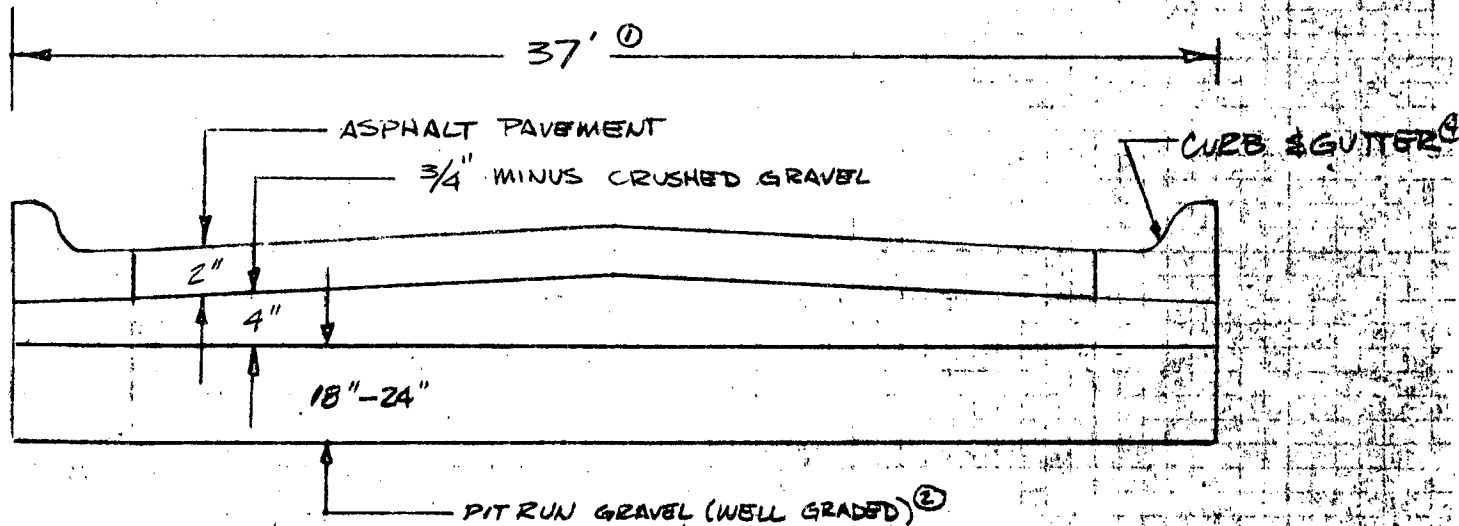 37' ①
ASPHALT PAVEMENT
CURB & GUTTER④
3/4" MINUS CRUSHED GRAVEL
2"
4"
18"-24"
PIT RUN GRAVEL (WELL GRADED)②